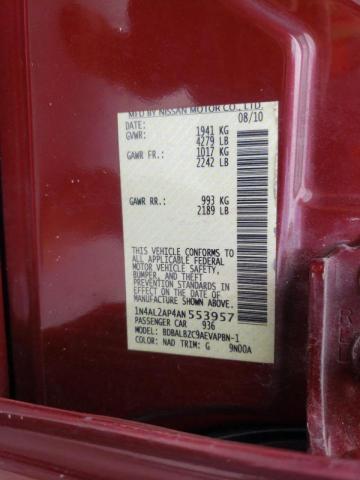 MFD BY NISSAN MOTOR CO., LTD.
DATE: 08/10
GVWR: 1941 KG
4279 LB
GAWR FR: 1017 KG
2242 LB
GAWR RR: 993 KG
2189 LB
THIS VEHICLE CONFORMS TO
ALL APPLICABLE FEDERAL
MOTOR VEHICLE SAFETY,
BUMPER, AND THEFT
PREVENTION STANDARDS IN
EFFECT ON THE DATE OF
MANUFACTURE SHOWN ABOVE.
1N4AL2AP4AN553957
PASSENGER CAR 936
MODEL: BDBALBZC9AEVAPBN-1
COLOR: NAD TRIM: G 9N00A